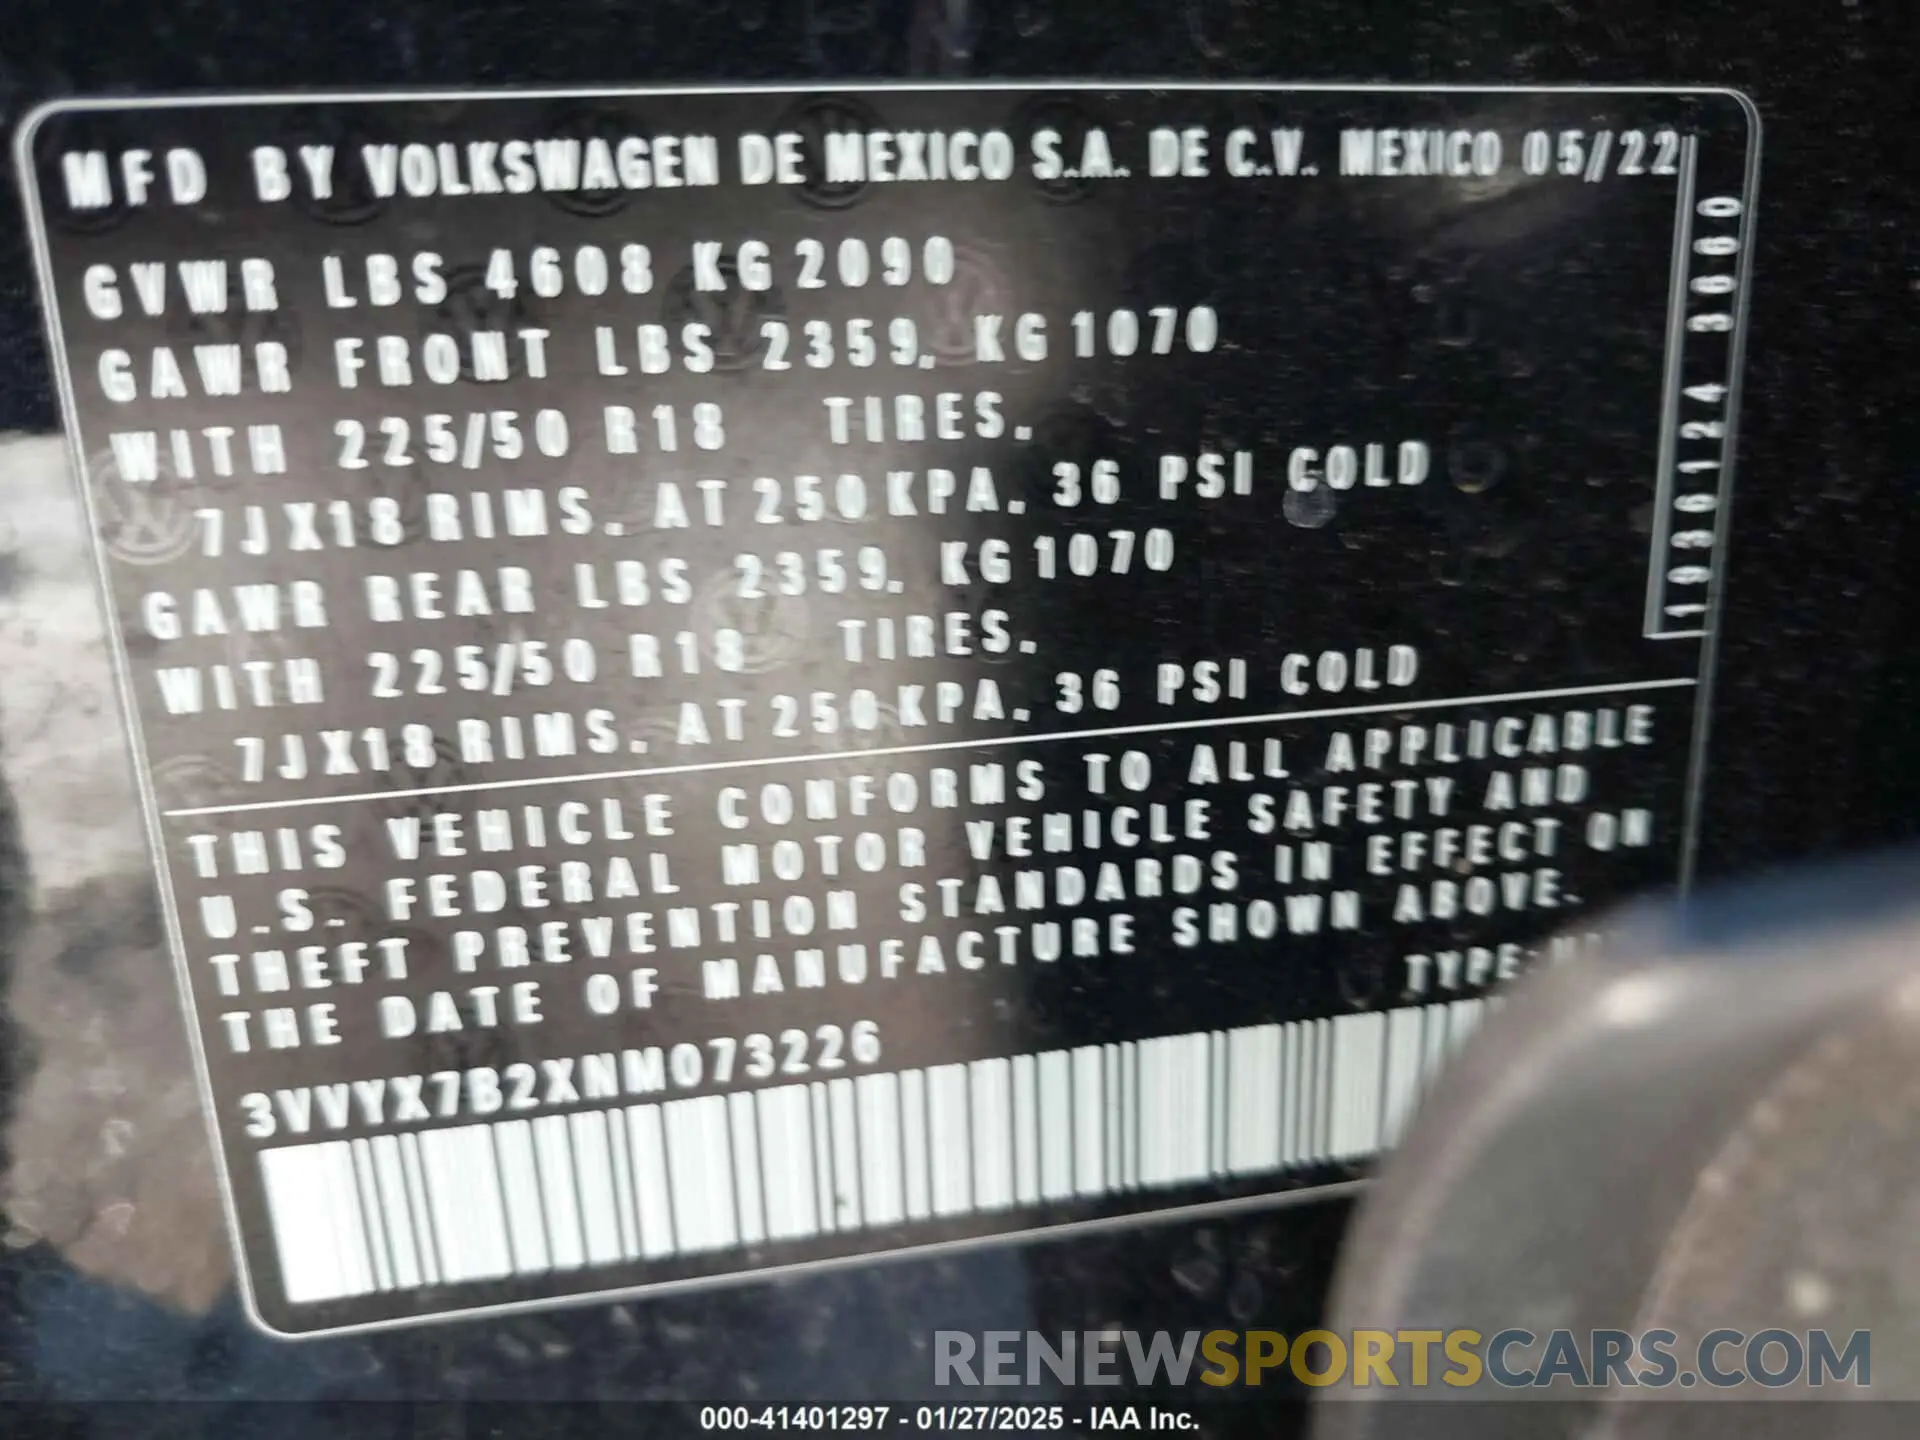 MFD BY VOLKSWAGEN DE MEXICO S.A. DE C.V. MEXICO 05/22
GVWR LBS 4608 KG 2090
GAWR FRONT LBS 2359. KG 1070
WITH 225/50 R18 TIRES.
7JX18 RIMS. AT 250 KPA. 36 PSI COLD
GAWR REAR LBS 2359. KG 1070
WITH 225/50 R18 TIRES.
7JX18 RIMS. AT 250 KPA. 36 PSI COLD
1936124 3660
THIS VEHICLE CONFORMS TO ALL APPLICABLE
U.S. FEDERAL MOTOR VEHICLE SAFETY AND
THEFT PREVENTION STANDARDS IN EFFECT ON
THE DATE OF MANUFACTURE SHOWN ABOVE.
TYPE:
3VVYX7B2XNM073226
RENEWSPORTSCARS.COM
000-41401297 - 01/27/2025 - IAA Inc.